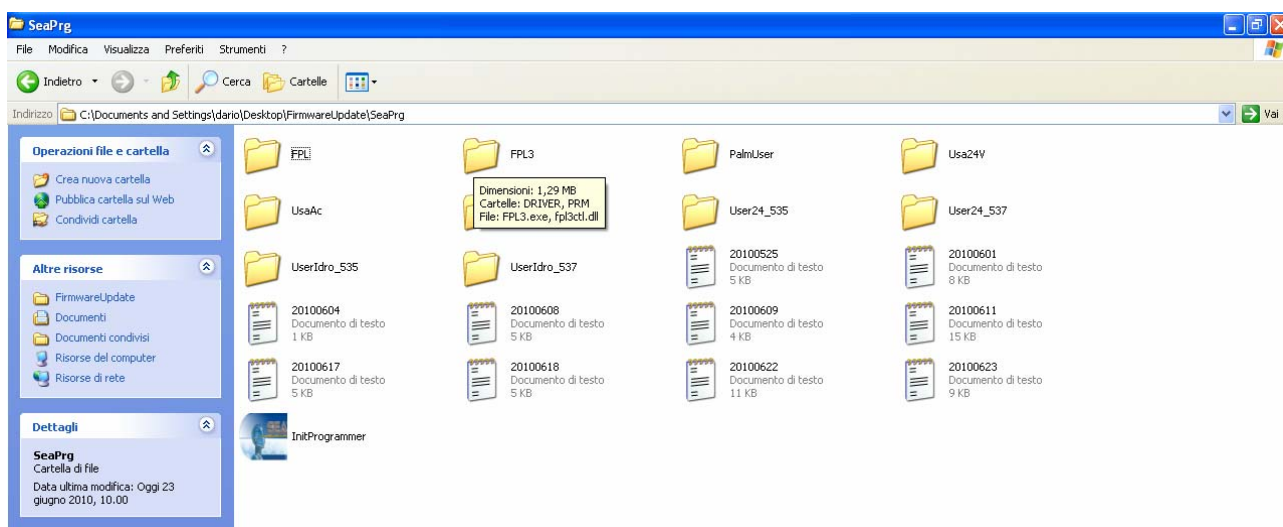 SeaPrg
File Modifica Visualizza Preferiti Strumenti ?
Indietro Cerca Cartelle
Indirizzo C:\Documents and Settings\dario\Desktop\FirmwareUpdate\SeaPrg Vai
Operazioni file e cartella
Crea nuova cartella
Pubblica cartella sul Web
Condividi cartella
Altre risorse
FirmwareUpdate
Documenti
Documenti condivisi
Risorse del computer
Risorse di rete
Dettagli
SeaPrg
Cartella di file
Data ultima modifica: Oggi 23
giugno 2010, 10.00
FPL FPL3 PalmUser Usa24V
Dimensioni: 1,29 MB
Cartelle: DRIVER, PRM
File: FPL3.exe, fpl3ctl.dll
UsaAc User24_535 User24_537
UserIdro_535 UserIdro_537
20100525
Documento di testo
5 KB
20100601
Documento di testo
8 KB
20100604
Documento di testo
1 KB
20100608
Documento di testo
5 KB
20100609
Documento di testo
4 KB
20100611
Documento di testo
15 KB
20100617
Documento di testo
5 KB
20100618
Documento di testo
5 KB
20100622
Documento di testo
11 KB
20100623
Documento di testo
9 KB
InitProgrammer